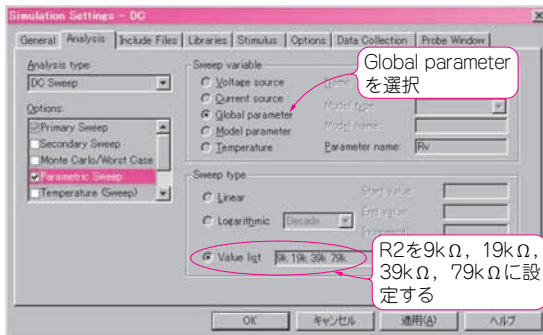 Simulation Settings - DC
General Analysis Include Files Libraries Stimulus Options Data Collection Probe Window
Analysis type:
DC Sweep
Options:
Primary Sweep
Secondary Sweep
Monte Carlo/Worst Case
Parametric Sweep
Temperature (Sweep)
Sweep variable
Voltage source
Current source
Global parameter
Model parameter
Temperature
Model type:
Model name:
Parameter name: Rv
Global parameter
を選択
Sweep type
Linear
Logarithmic Decade
Value list 9k 19k 39k 79k
Start value:
End value:
Increment:
R2を9kΩ，19kΩ，
39kΩ，79kΩに設
定する
OK キャンセル 適用(A) ヘルプ